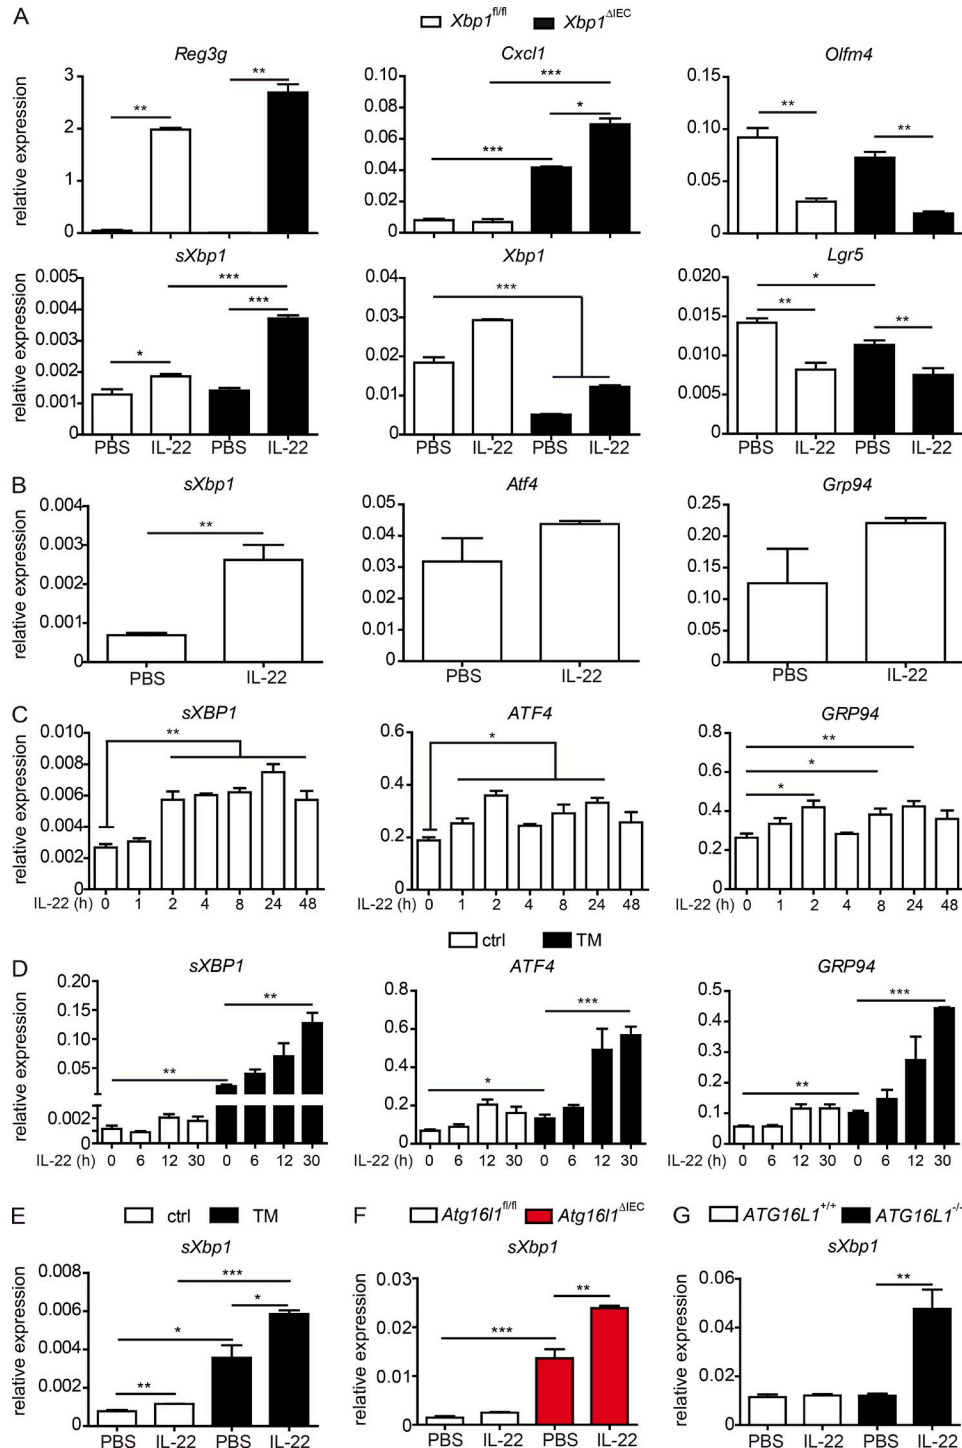 A
Xbp1fl/fl Xbp1ΔIEC
Reg3g Cxcl1 Olfm4
relative expression
3
2
1
0
** **
0.10
0.08
0.06
0.04
0.02
0.00
***
*
***
0.15
0.10
0.05
0
** **
sXbp1 Xbp1 Lgr5
relative expression
0.005
0.004
0.003
0.002
0.001
0
***
***
*
PBS IL-22 PBS IL-22
0.04
0.03
0.02
0.01
0
***
PBS IL-22 PBS IL-22
0.020
0.015
0.010
0.005
0
*
**
**
PBS IL-22 PBS IL-22
B
sXbp1 Atf4 Grp94
relative expression
0.004
0.003
0.002
0.001
0
**
PBS IL-22
0.05
0.04
0.03
0.02
0.01
0
PBS IL-22
0.25
0.20
0.15
0.10
0.05
0
PBS IL-22
C
sXBP1 ATF4 GRP94
relative expression
0.010
0.008
0.006
0.004
0.002
0.000
**
IL-22 (h) 0 1 2 4 8 24 48
0.6
0.4
0.2
0
*
IL-22 (h) 0 1 2 4 8 24 48
0.8
0.6
0.4
0.2
0
**
*
*
IL-22 (h) 0 1 2 4 8 24 48
ctrl TM
D
sXBP1 ATF4 GRP94
relative expression
0.20
0.15
0.10
0.05
0.002
0
**
**
IL-22 (h) 0 6 12 30 0 6 12 30
0.8
0.6
0.4
0.2
0
***
*
IL-22 (h) 0 6 12 30 0 6 12 30
0.5
0.4
0.3
0.2
0.1
0
***
**
IL-22 (h) 0 6 12 30 0 6 12 30
E
ctrl TM
sXbp1
relative expression
0.008
0.006
0.004
0.002
0
***
*
*
**
PBS IL-22 PBS IL-22
F
Atg16l1fl/fl Atg16l1ΔIEC
sXbp1
relative expression
0.03
0.02
0.01
0
**
***
PBS IL-22 PBS IL-22
G
ATG16L1+/+ ATG16L1-/-
sXbp1
relative expression
0.06
0.04
0.02
0
**
PBS IL-22 PBS IL-22